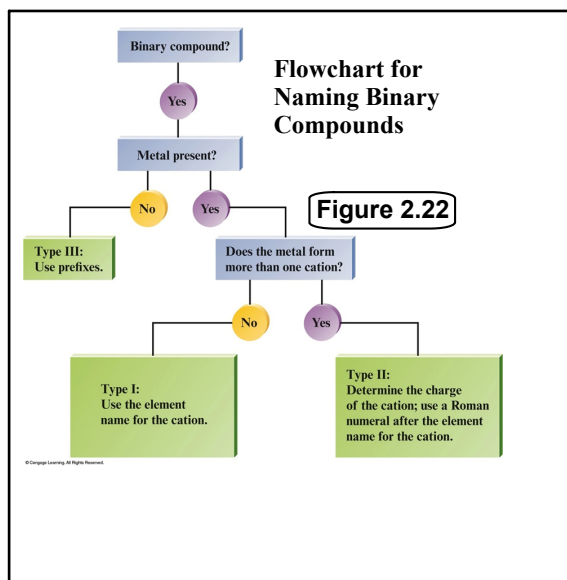 Binary compound?
Flowchart for
Naming Binary
Compounds
Yes
Metal present?
No
Yes
Figure 2.22
Type III:
Use prefixes.
Does the metal form
more than one cation?
No
Yes
Type I:
Use the element
name for the cation.
Type II:
Determine the charge
of the cation; use a Roman
numeral after the element
name for the cation.
© Cengage Learning. All Rights Reserved.